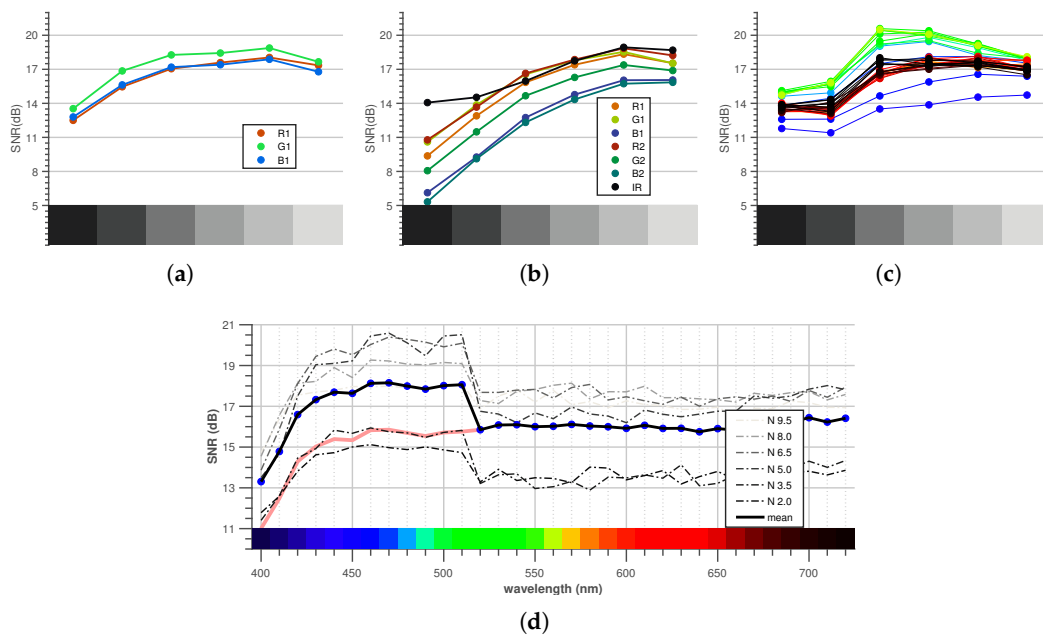 20
17
14
11
8
5
SNR(dB)
R1
G1
B1
(a)
20
17
14
11
8
5
SNR(dB)
R1
G1
B1
R2
G2
B2
IR
(b)
20
17
14
11
8
5
SNR(dB)
(c)
21
19
17
15
13
11
SNR (dB)
N 9.5
N 8.0
N 6.5
N 5.0
N 3.5
N 2.0
mean
400 450 500 550 600 650 700
wavelength (nm)
(d)